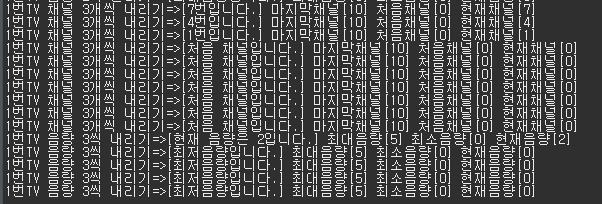 1번TV 채널 3개씩 내리기=>[7번입니다.] 마지막채널[10] 처음채널[0] 현재채널[7]
1번TV 채널 3개씩 내리기=>[4번입니다.] 마지막채널[10] 처음채널[0] 현재채널[4]
1번TV 채널 3개씩 내리기=>[1번입니다.] 마지막채널[10] 처음채널[0] 현재채널[1]
1번TV 채널 3개씩 내리기=>[처음 채널입니다.] 마지막채널[10] 처음채널[0] 현재채널[0]
1번TV 채널 3개씩 내리기=>[처음 채널입니다.] 마지막채널[10] 처음채널[0] 현재채널[0]
1번TV 채널 3개씩 내리기=>[처음 채널입니다.] 마지막채널[10] 처음채널[0] 현재채널[0]
1번TV 채널 3개씩 내리기=>[처음 채널입니다.] 마지막채널[10] 처음채널[0] 현재채널[0]
1번TV 채널 3개씩 내리기=>[처음 채널입니다.] 마지막채널[10] 처음채널[0] 현재채널[0]
1번TV 채널 3개씩 내리기=>[처음 채널입니다.] 마지막채널[10] 처음채널[0] 현재채널[0]
1번TV 채널 3개씩 내리기=>[처음 채널입니다.] 마지막채널[10] 처음채널[0] 현재채널[0]
1번TV 음량 3씩 내리기=>[현재 음량은 2입니다.] 최대음량[5] 최소음량[0] 현재음량[2]
1번TV 음량 3씩 내리기=>[최저음량입니다.] 최대음량[5] 최소음량[0] 현재음량[0]
1번TV 음량 3씩 내리기=>[최저음량입니다.] 최대음량[5] 최소음량[0] 현재음량[0]
1번TV 음량 3씩 내리기=>[최저음량입니다.] 최대음량[5] 최소음량[0] 현재음량[0]
1번TV 음량 3씩 내리기=>[최저음량입니다.] 최대음량[5] 최소음량[0] 현재음량[0]